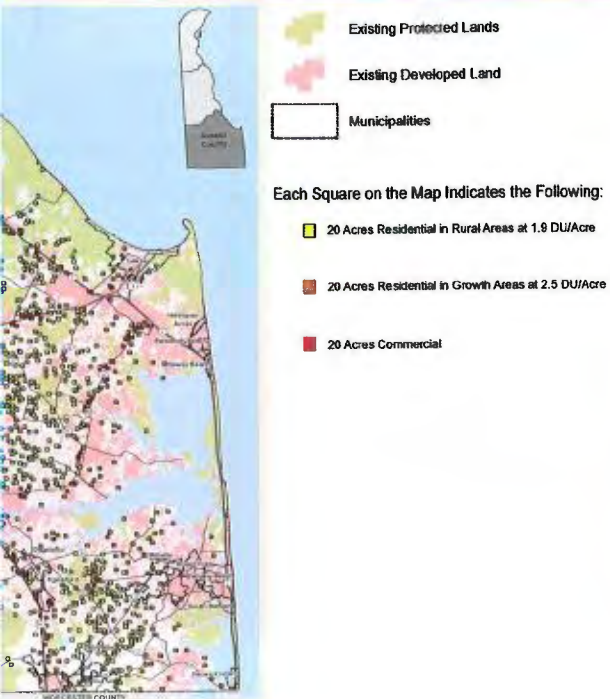 Existing Protected Lands
Existing Developed Land
Municipalities
Sussex
County
Each Square on the Map Indicates the Following:
20 Acres Residential in Rural Areas at 1.9 DU/Acre
20 Acres Residential in Growth Areas at 2.5 DU/Acre
20 Acres Commercial
WORCESTER COUNTY